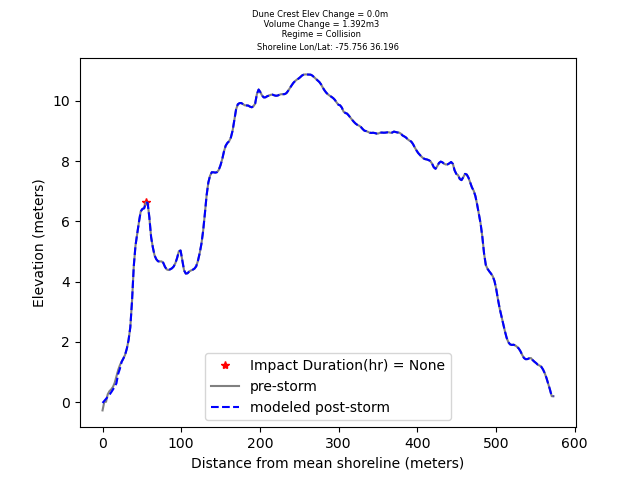 Dune Crest Elev Change = 0.0m
Volume Change = 1.392m3
Regime = Collision
Shoreline Lon/Lat: -75.756 36.196
10
8
6
4
2
0
Elevation (meters)
Impact Duration(hr) = None
pre-storm
modeled post-storm
0 100 200 300 400 500 600
Distance from mean shoreline (meters)